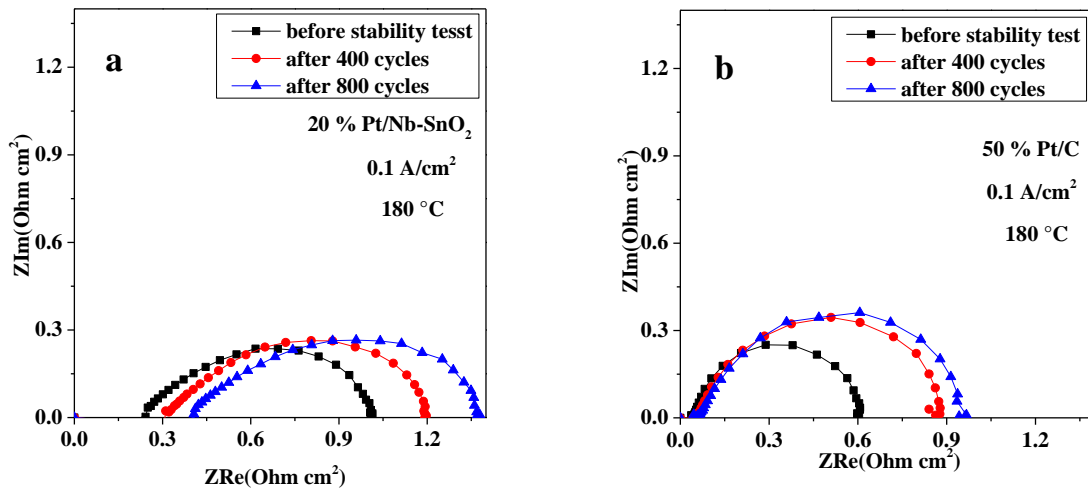 a
before stability tesst
after 400 cycles
after 800 cycles
20 % Pt/Nb-SnO₂
0.1 A/cm²
180 °C
ZIm(Ohm cm²)
1.2
0.9
0.6
0.3
0.0
0.0 0.3 0.6 0.9 1.2
ZRe(Ohm cm²)
b
before stability test
after 400 cycles
after 800 cycles
50 % Pt/C
0.1 A/cm²
180 °C
ZIm(Ohm cm²)
1.2
0.9
0.6
0.3
0.0
0.0 0.3 0.6 0.9 1.2
ZRe(Ohm cm²)